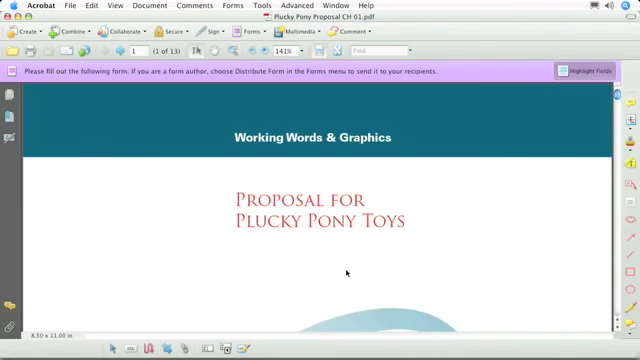 Acrobat File Edit View Document Comments Forms Tools Advanced Window Help
Plucky Pony Proposal CH 01.pdf
Create Combine Collaborate Secure Sign Forms Multimedia Comment
1 (1 of 13) 141% Find
Please fill out the following form. If you are a form author, choose Distribute Form in the Forms menu to send it to your recipients.
Highlight Fields
Working Words & Graphics
Proposal for
Plucky Pony Toys
8.50 x 11.00 in
OK